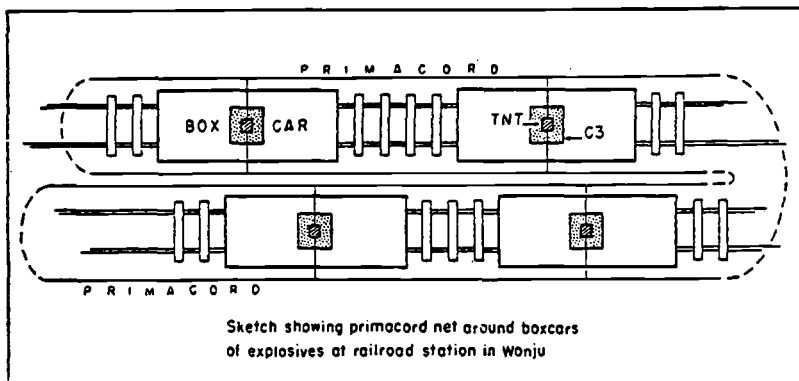 PRIMACORD
BOX CAR
TNT
C3
PRIMACORD
Sketch showing primacord net around boxcars
of explosives at railroad station in Wonju